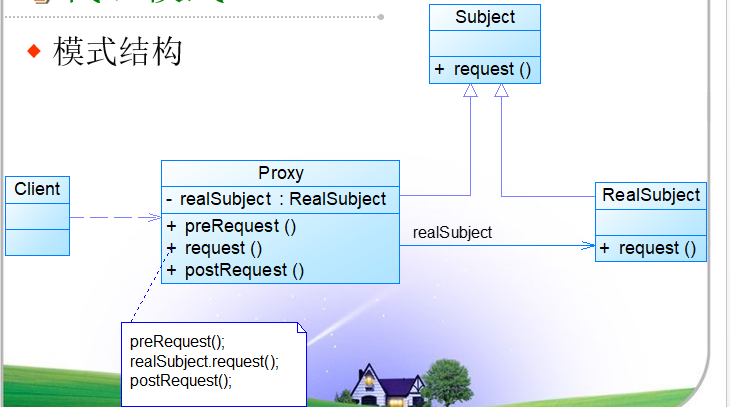 模式结构
Subject
+ request ()
Client
Proxy
- realSubject : RealSubject
+ preRequest ()
+ request ()
+ postRequest ()
realSubject
RealSubject
+ request ()
preRequest();
realSubject.request();
postRequest();